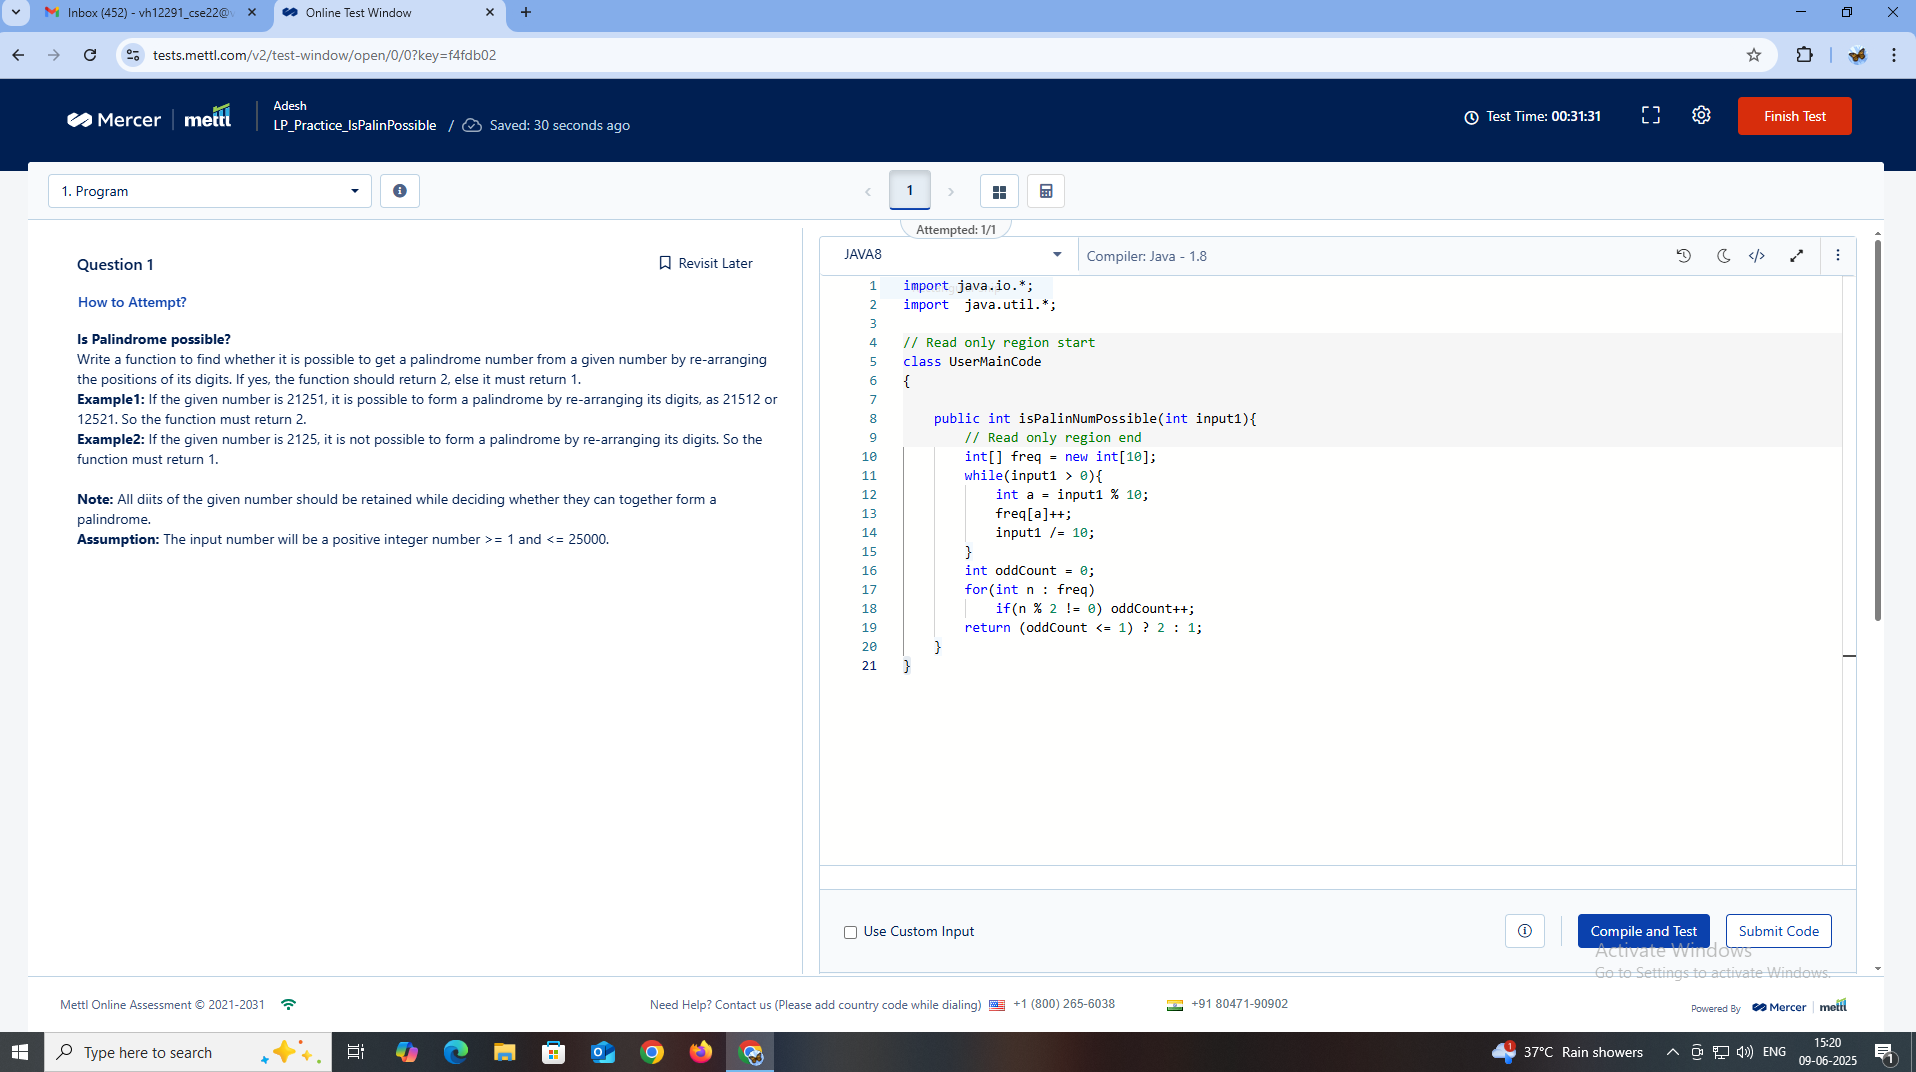 Inbox (452) - vh12291_cse22@
Online Test Window
tests.mettl.com/v2/test-window/open/0/0?key=f4fdb02
Mercer
mettl
Adesh
LP_Practice_IsPalinPossible / Saved: 30 seconds ago
Test Time: 00:31:31
Finish Test
1. Program
1
Attempted: 1/1
Question 1
Revisit Later
How to Attempt?
Is Palindrome possible?
Write a function to find whether it is possible to get a palindrome number from a given number by re-arranging
the positions of its digits. If yes, the function should return 2, else it must return 1.
Example1: If the given number is 21251, it is possible to form a palindrome by re-arranging its digits, as 21512 or
12521. So the function must return 2.
Example2: If the given number is 2125, it is not possible to form a palindrome by re-arranging its digits. So the
function must return 1.
Note: All diits of the given number should be retained while deciding whether they can together form a
palindrome.
Assumption: The input number will be a positive integer number >= 1 and <= 25000.
JAVA8
Compiler: Java - 1.8
1 import java.io.*;
2 import  java.util.*;
3
4 // Read only region start
5 class UserMainCode
6 {
7
8     public int isPalinNumPossible(int input1){
9         // Read only region end
10         int[] freq = new int[10];
11         while(input1 > 0){
12             int a = input1 % 10;
13             freq[a]++;
14             input1 /= 10;
15         }
16         int oddCount = 0;
17         for(int n : freq)
18             if(n % 2 != 0) oddCount++;
19         return (oddCount <= 1) ? 2 : 1;
20     }
21 }
Use Custom Input
Compile and Test
Submit Code
Activate Windows
Go to Settings to activate Windows.
Mettl Online Assessment © 2021-2031
Need Help? Contact us (Please add country code while dialing)
+1 (800) 265-6038
+91 80471-90902
Powered By
Mercer
mettl
Type here to search
1
37°C Rain showers
ENG
15:20
09-06-2025
1